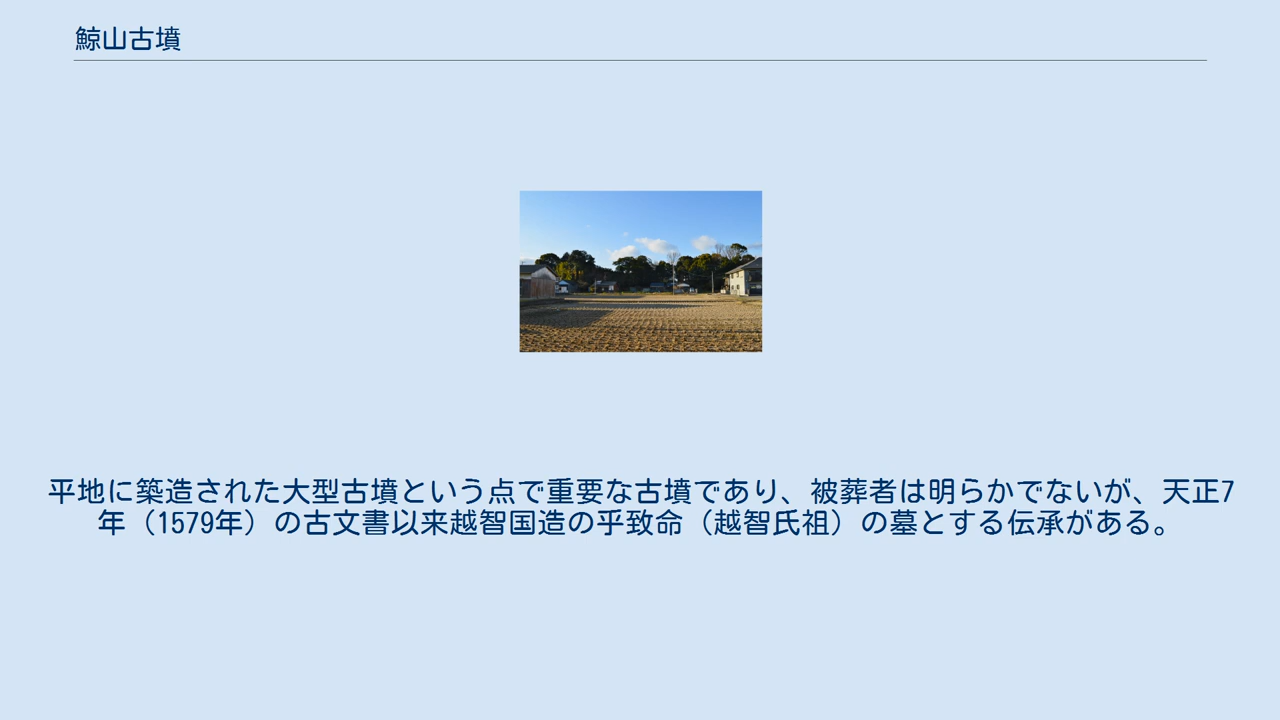 鯨山古墳
平地に築造された大型古墳という点で重要な古墳であり、被葬者は明らかでないが、天正7
年（1579年）の古文書以来越智国造の乎致命（越智氏祖）の墓とする伝承がある。